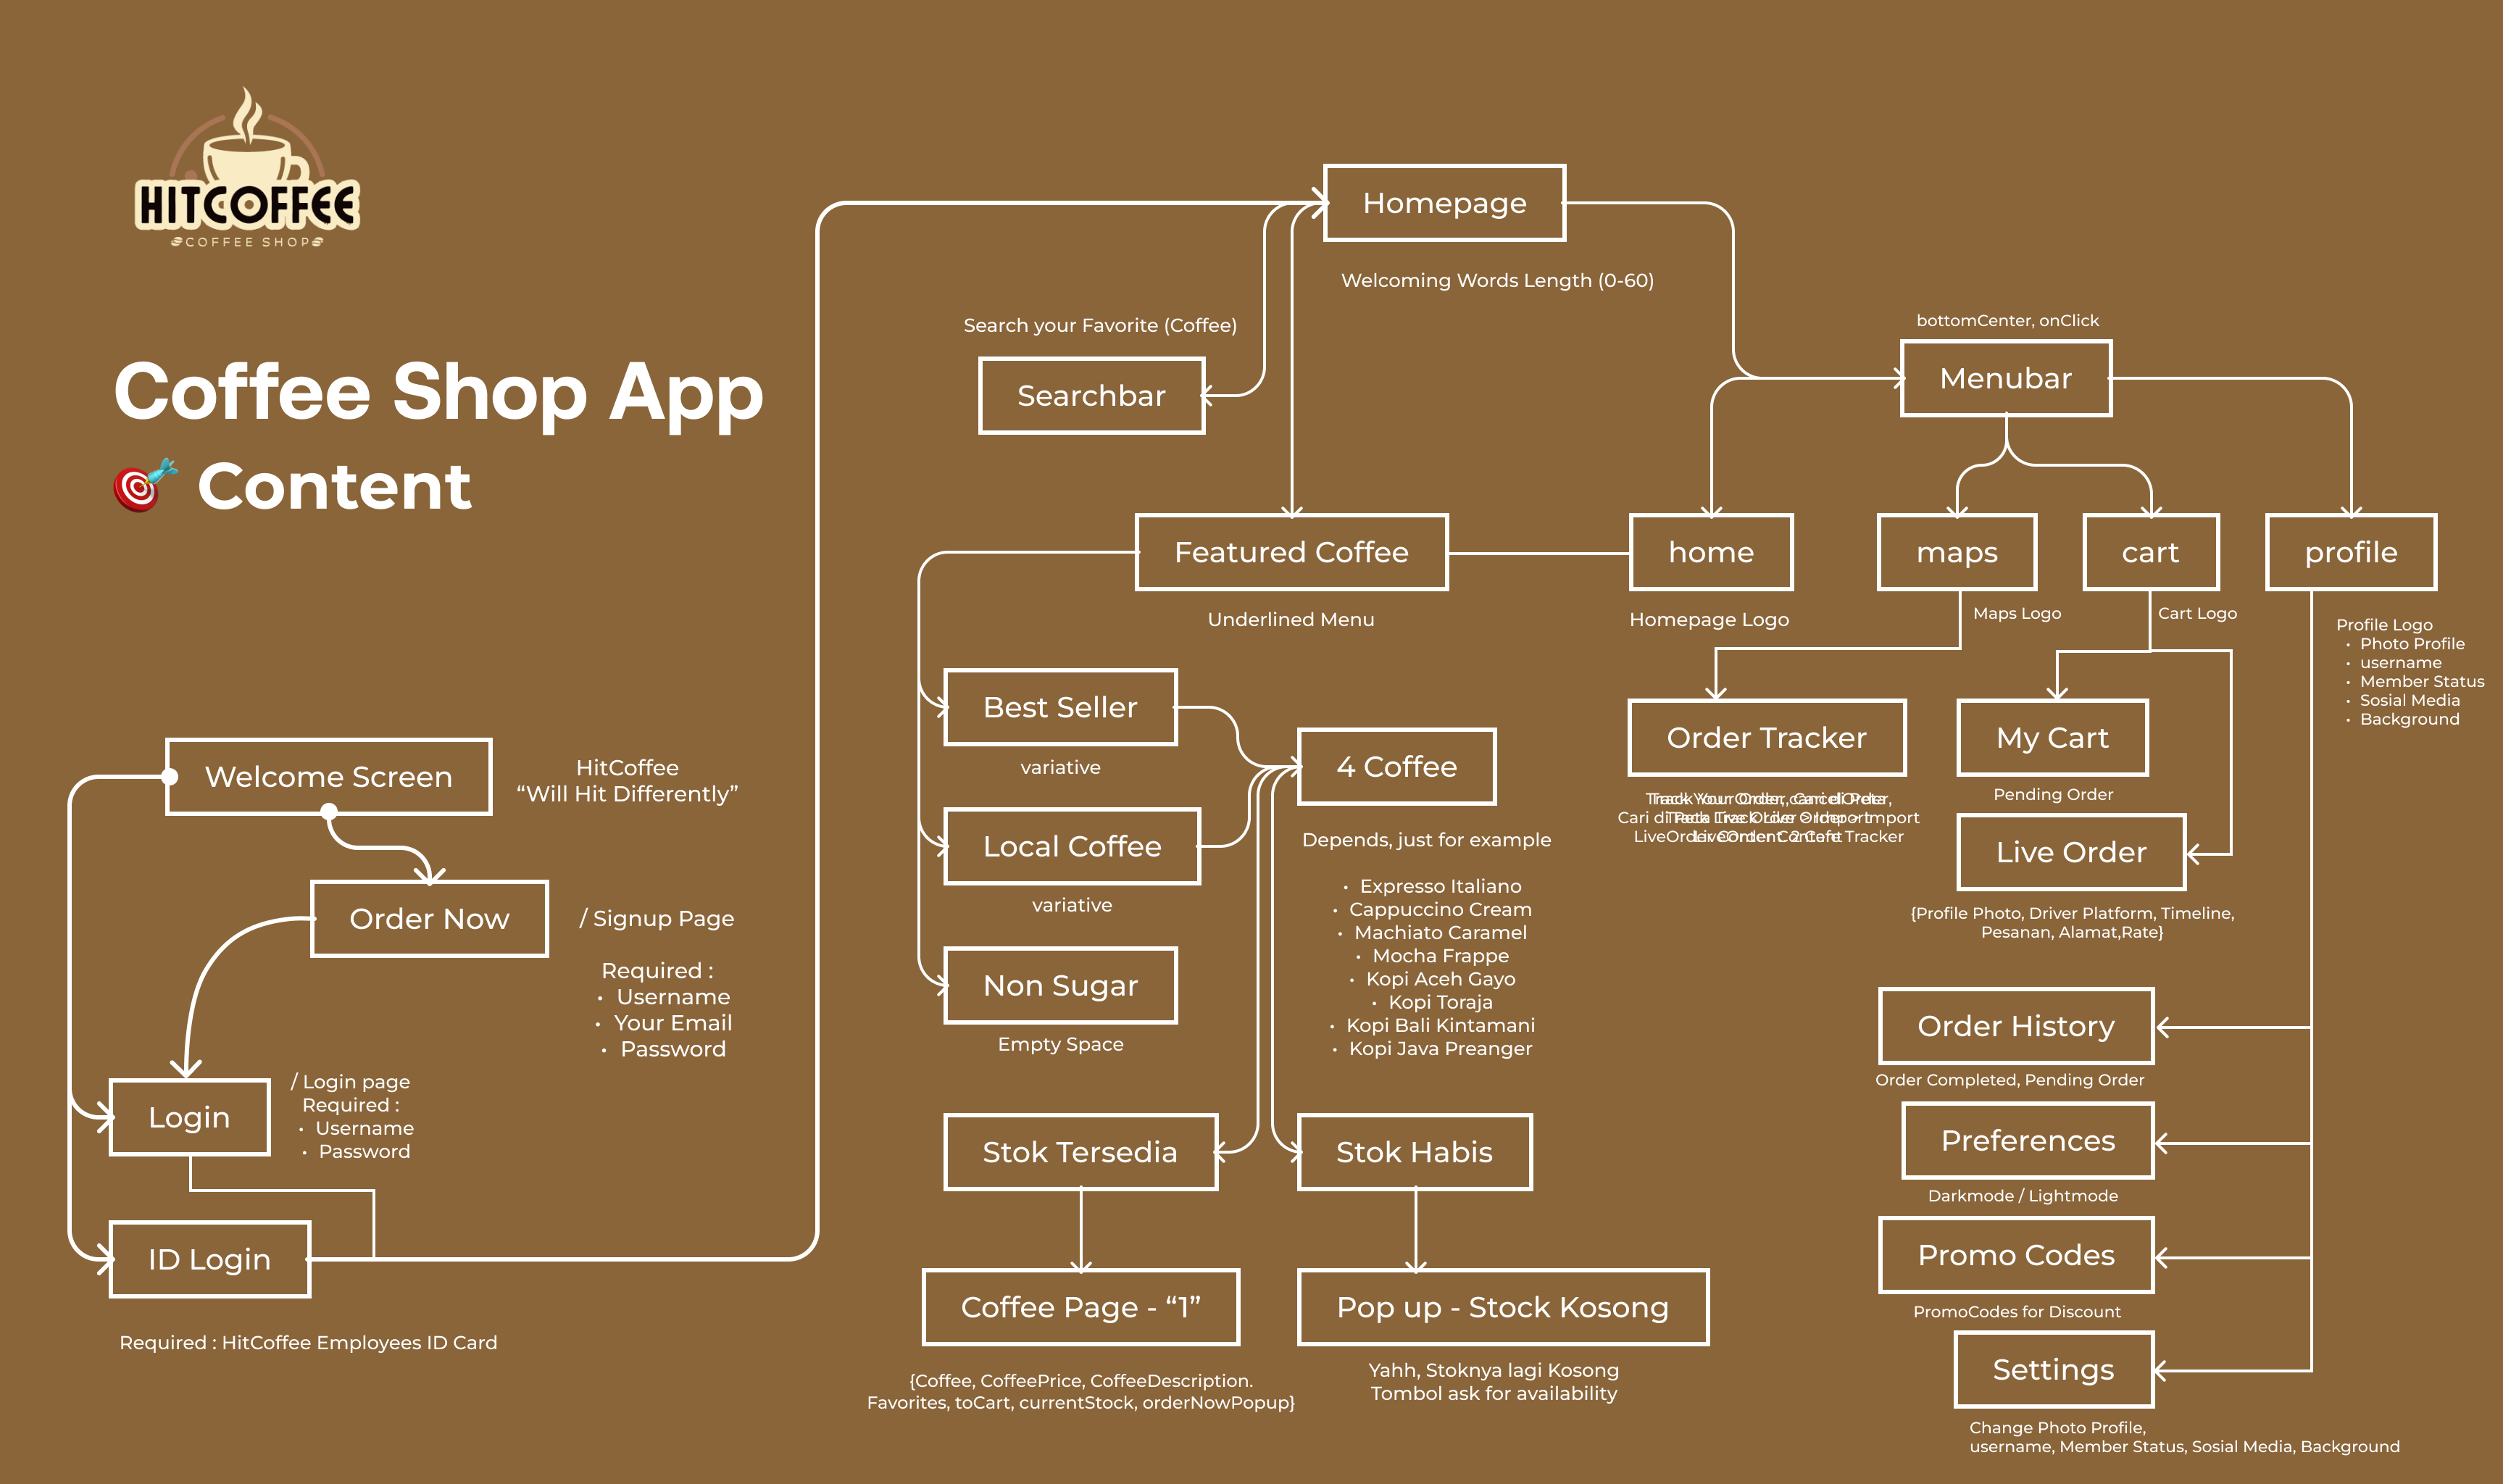 HITCOFFEE
COFFEE SHOP
Coffee Shop App
🎯 Content
Welcome Screen
HitCoffee
“Will Hit Differently”
Order Now
/ Signup Page
Required :
• Username
• Your Email
• Password
Login
/ Login page
Required :
• Username
• Password
ID Login
Required : HitCoffee Employees ID Card
Homepage
Welcoming Words Length (0-60)
Search your Favorite (Coffee)
Searchbar
Featured Coffee
Underlined Menu
Best Seller
variative
Local Coffee
variative
Non Sugar
Empty Space
4 Coffee
Depends, just for example
• Expresso Italiano
• Cappuccino Cream
• Machiato Caramel
• Mocha Frappe
• Kopi Aceh Gayo
• Kopi Toraja
• Kopi Bali Kintamani
• Kopi Java Preanger
Stok Tersedia
Stok Habis
Coffee Page - “1”
{Coffee, CoffeePrice, CoffeeDescription.
Favorites, toCart, currentStock, orderNowPopup}
Pop up - Stock Kosong
Yahh, Stoknya lagi Kosong
Tombol ask for availability
bottomCenter, onClick
Menubar
home
Homepage Logo
maps
Maps Logo
cart
Cart Logo
profile
Profile Logo
• Photo Profile
• username
• Member Status
• Sosial Media
• Background
Order Tracker
My Cart
Pending Order
Live Order
{Profile Photo, Driver Platform, Timeline,
Pesanan, Alamat,Rate}
Order History
Order Completed, Pending Order
Preferences
Darkmode / Lightmode
Promo Codes
PromoCodes for Discount
Settings
Change Photo Profile,
username, Member Status, Sosial Media, Background